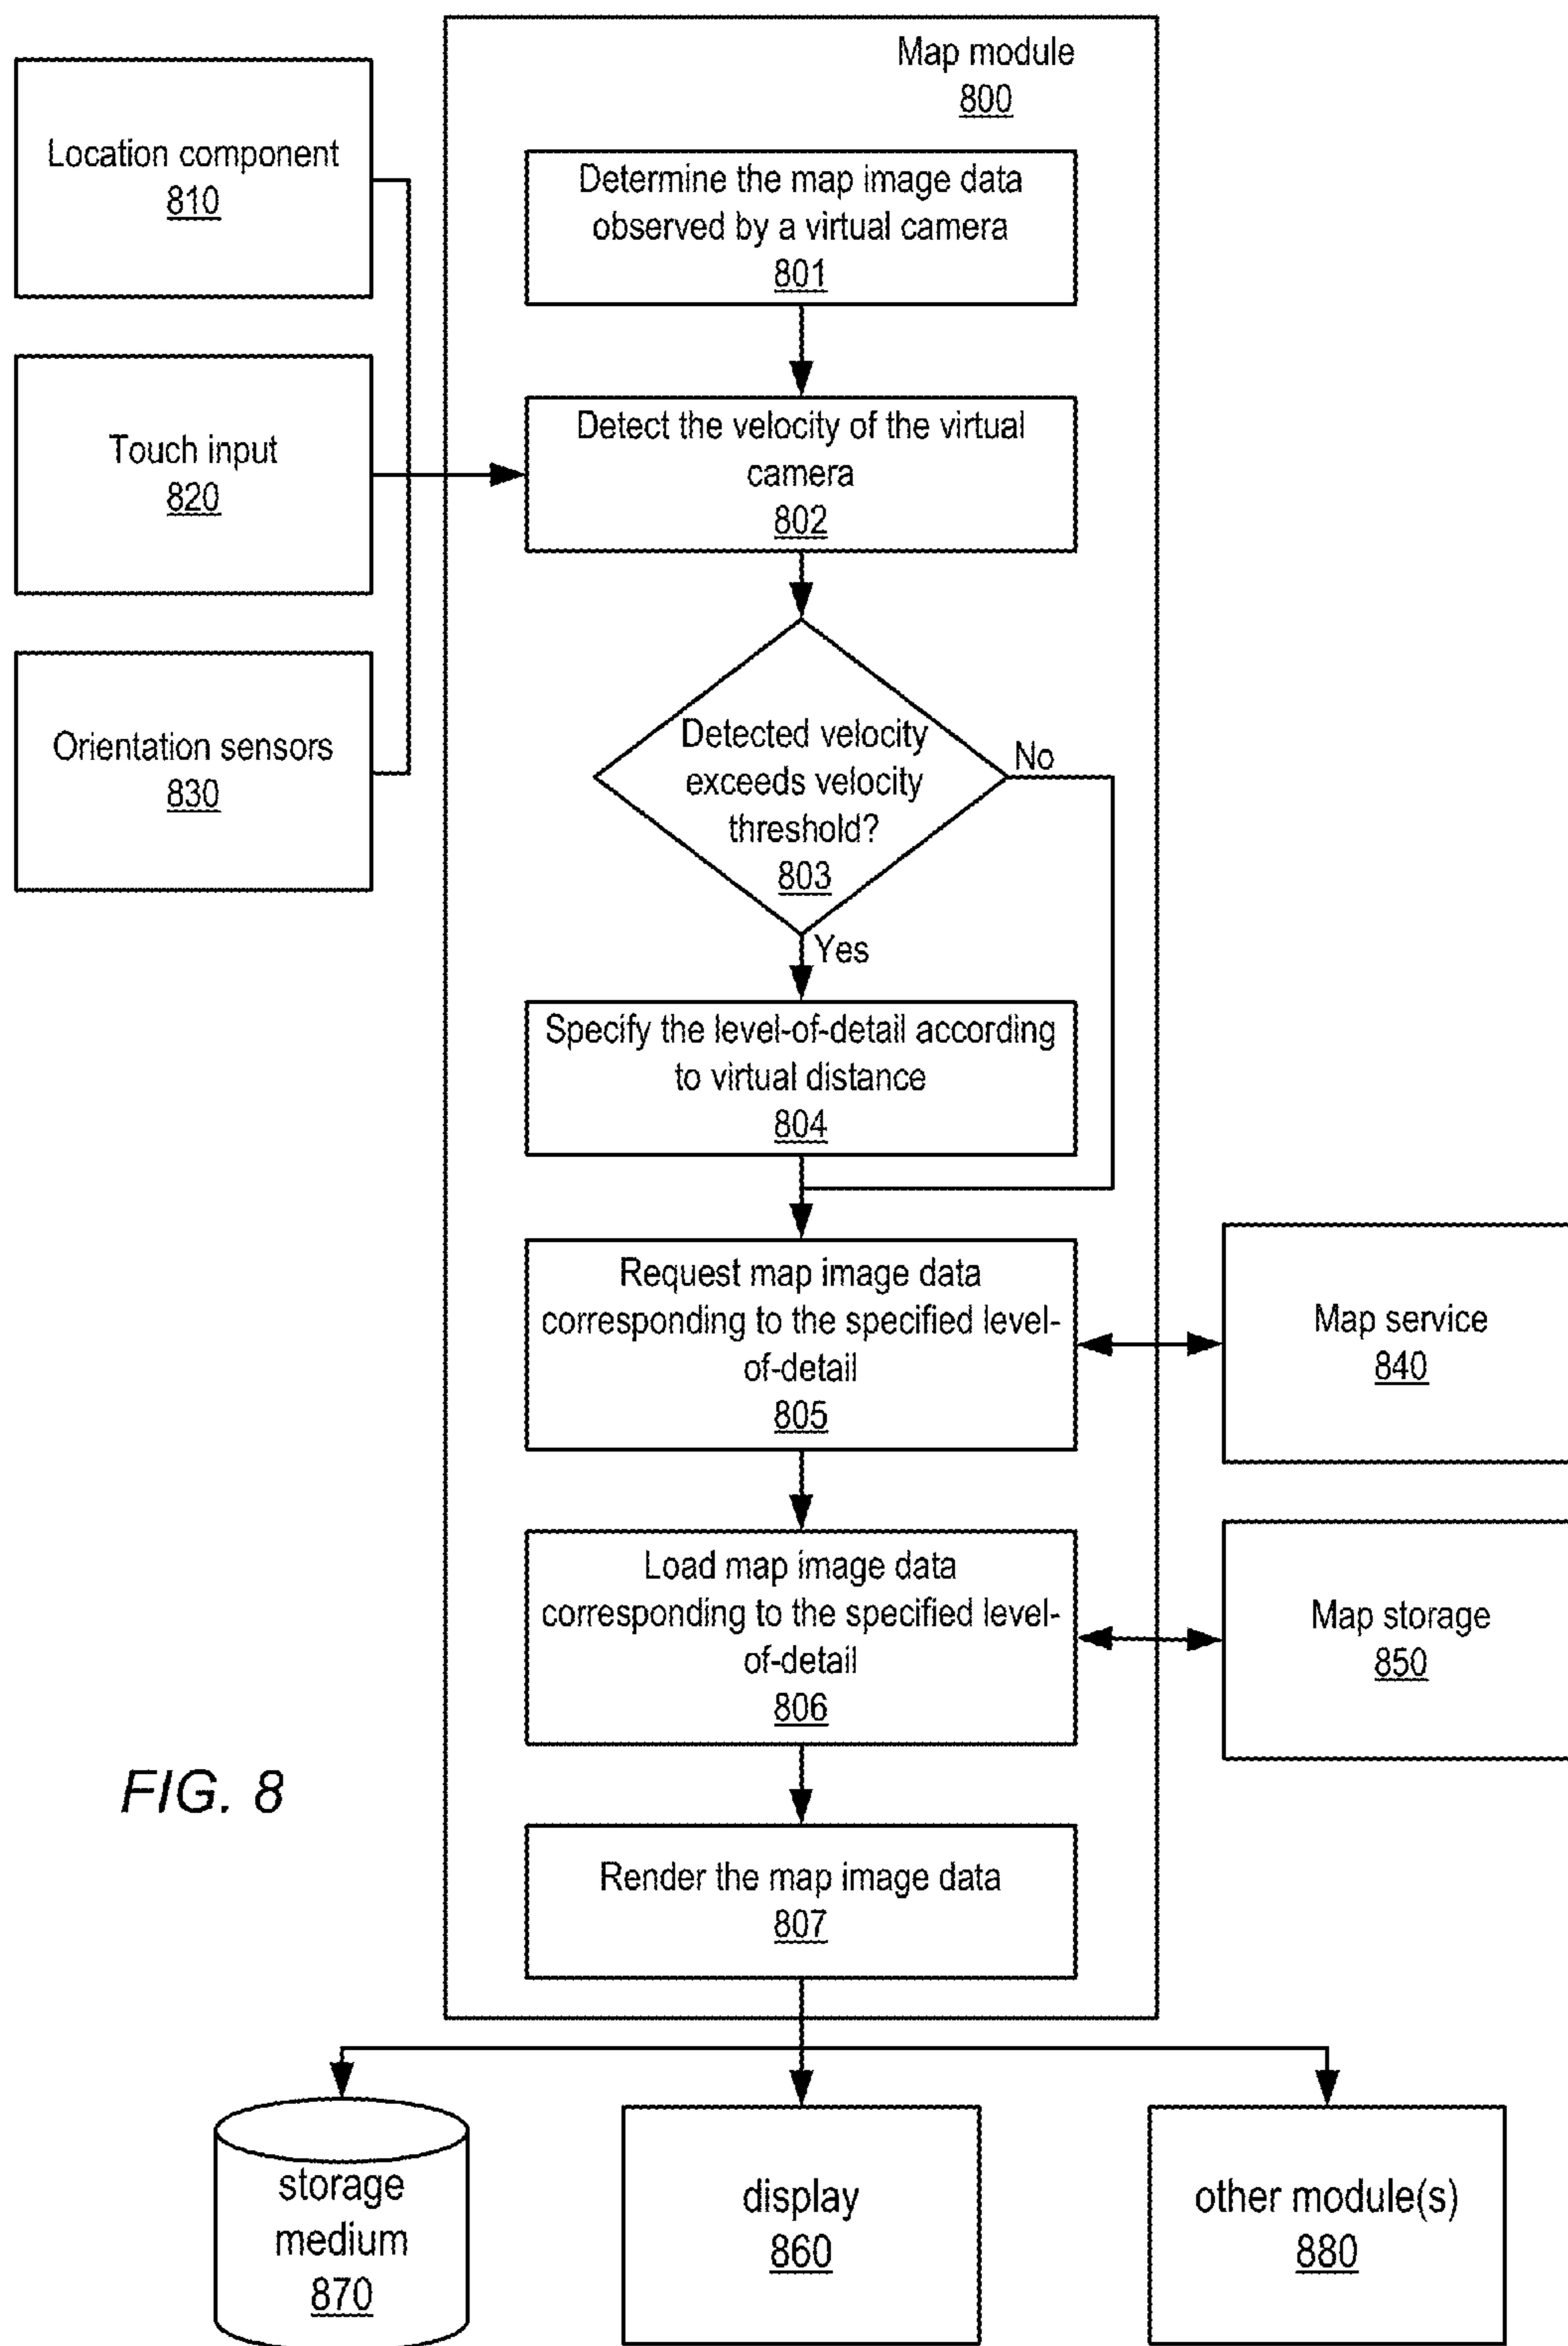 Map module
800
Location component
810
Determine the map image data
observed by a virtual camera
801
Touch input
820
Detect the velocity of the virtual
camera
802
Orientation sensors
830
Detected velocity
exceeds velocity
threshold?
803
No
Yes
Specify the level-of-detail according
to virtual distance
804
Request map image data
corresponding to the specified level-
of-detail
805
Map service
840
Load map image data
corresponding to the specified level-
of-detail
806
Map storage
850
FIG. 8
Render the map image data
807
storage
medium
870
display
860
other module(s)
880